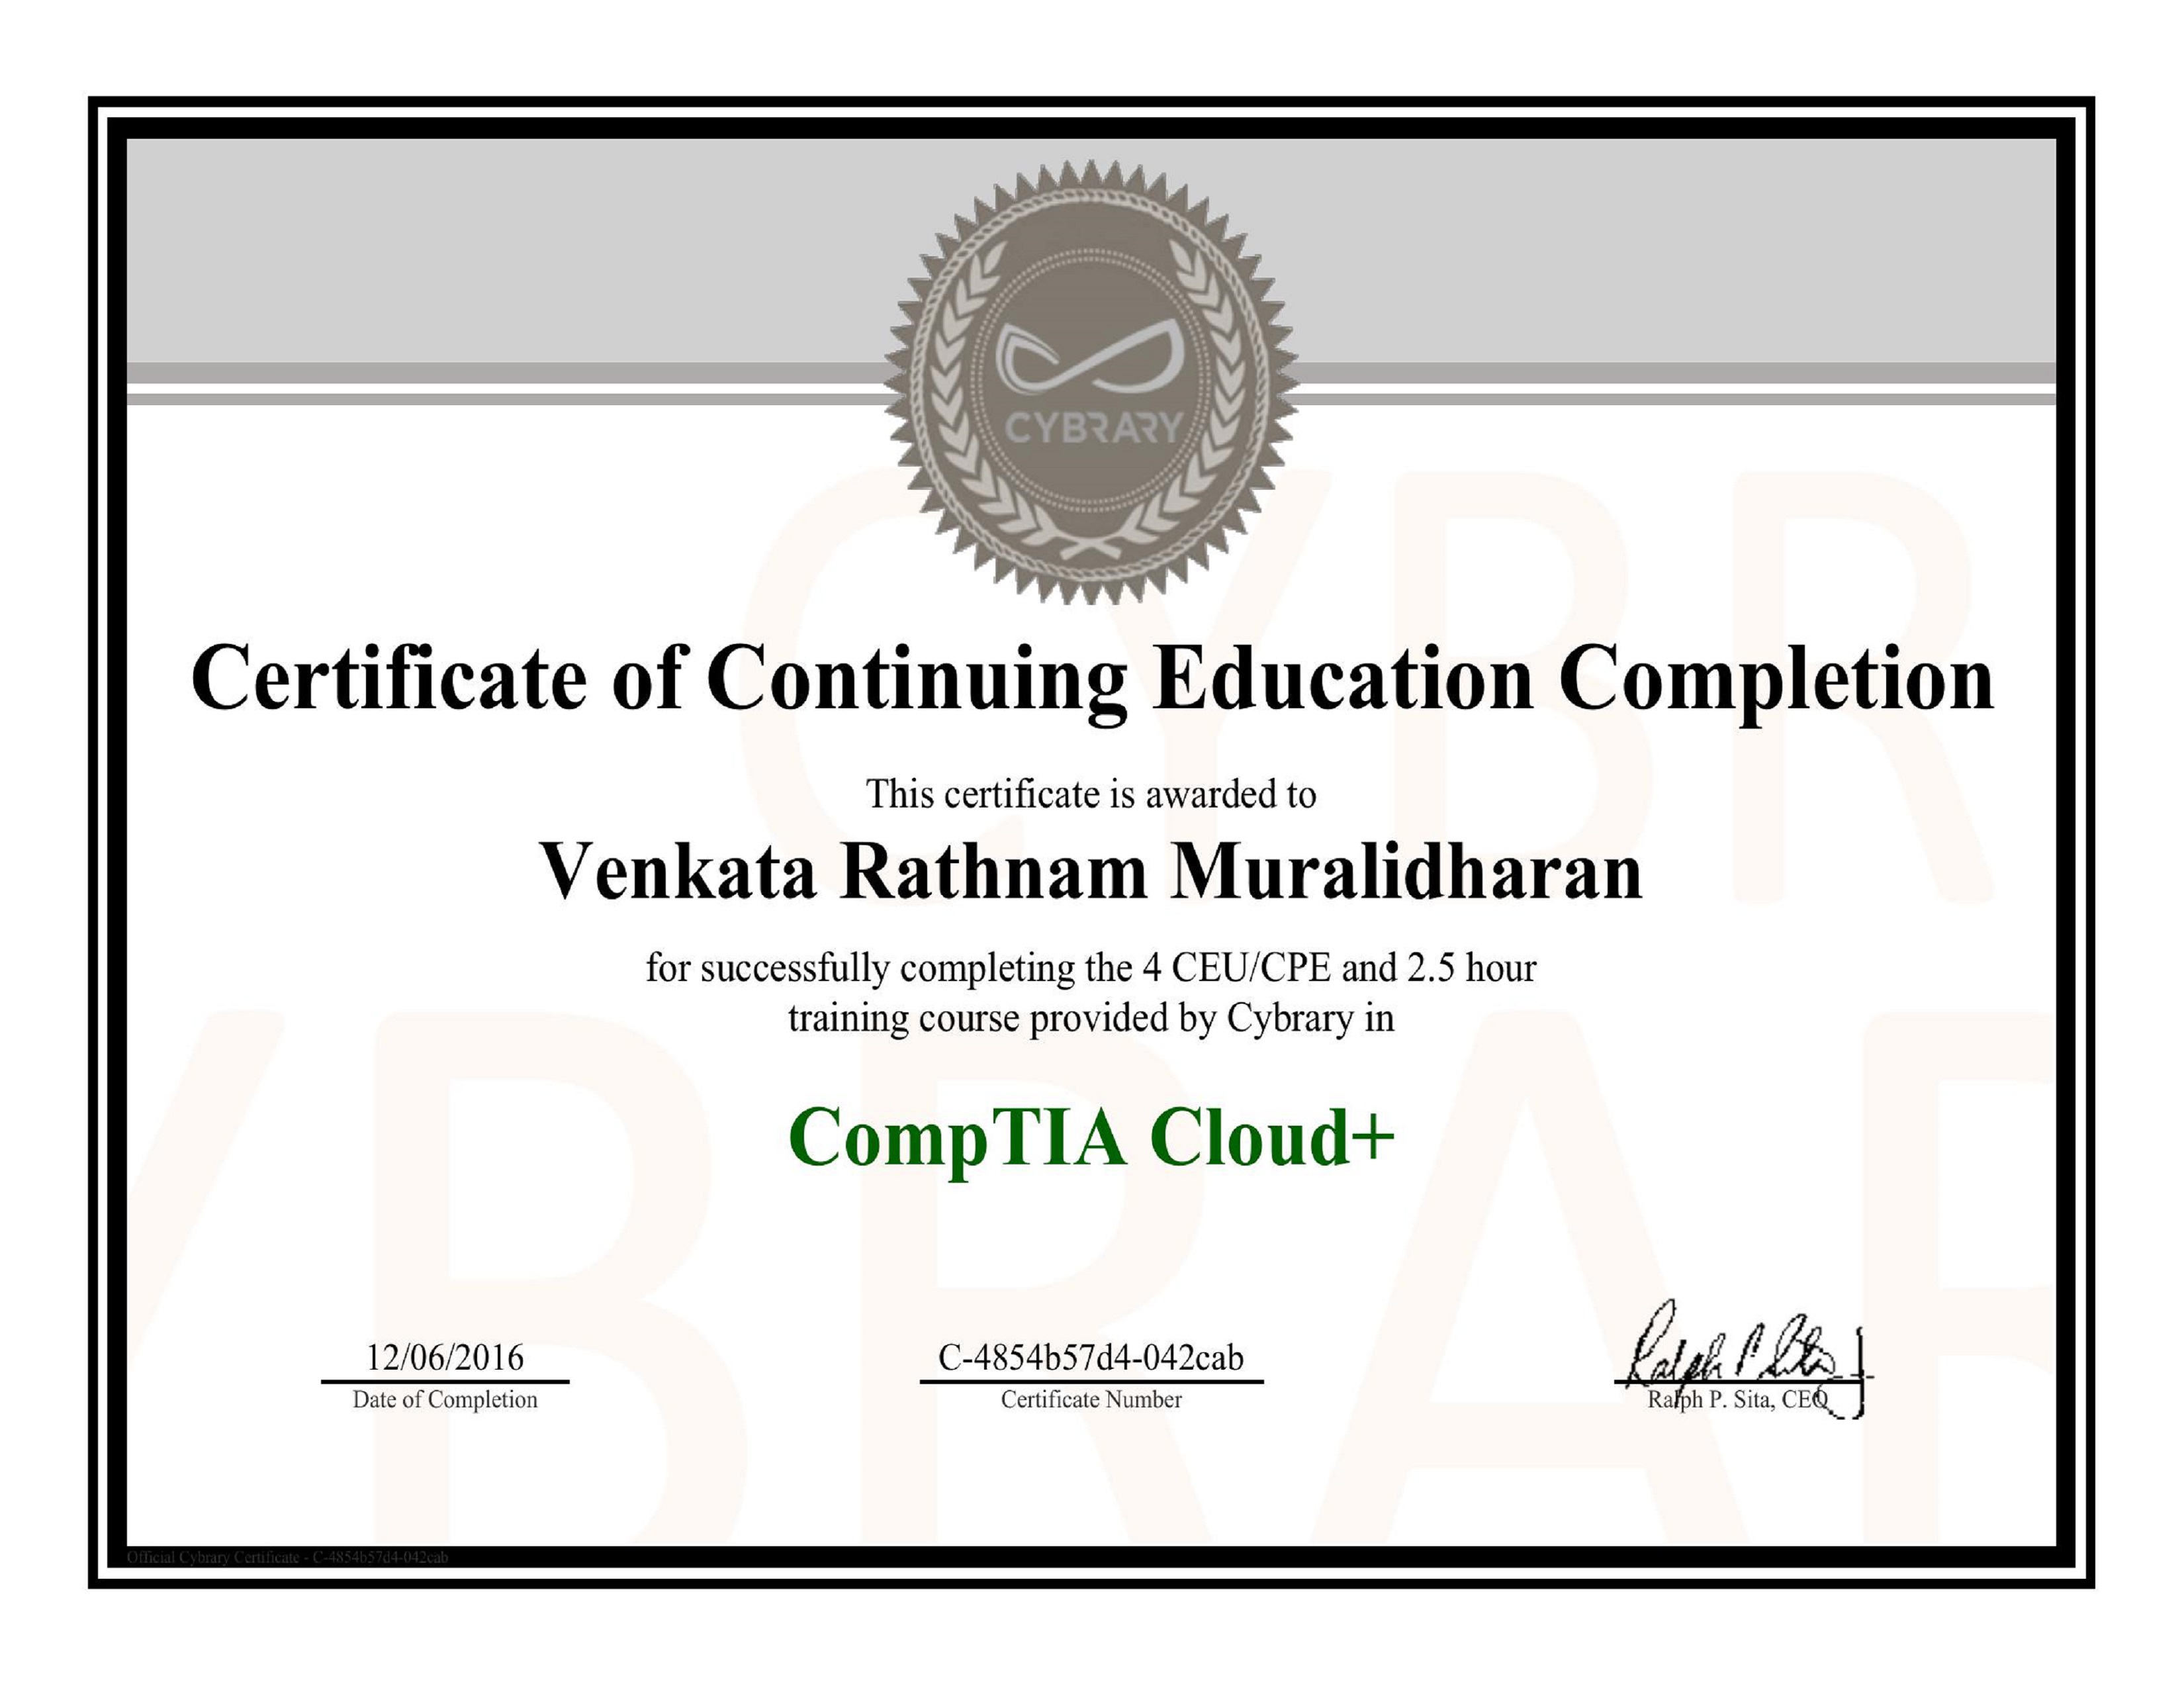 CYBRARY
Certificate of Continuing Education Completion
This certificate is awarded to
Venkata Rathnam Muralidharan
for successfully completing the 4 CEU/CPE and 2.5 hour
training course provided by Cybrary in
CompTIA Cloud+
12/06/2016
Date of Completion
C-4854b57d4-042cab
Certificate Number
Ralph P. Sita, CEO
Official Cybrary Certificate - C-4854b57d4-042cab